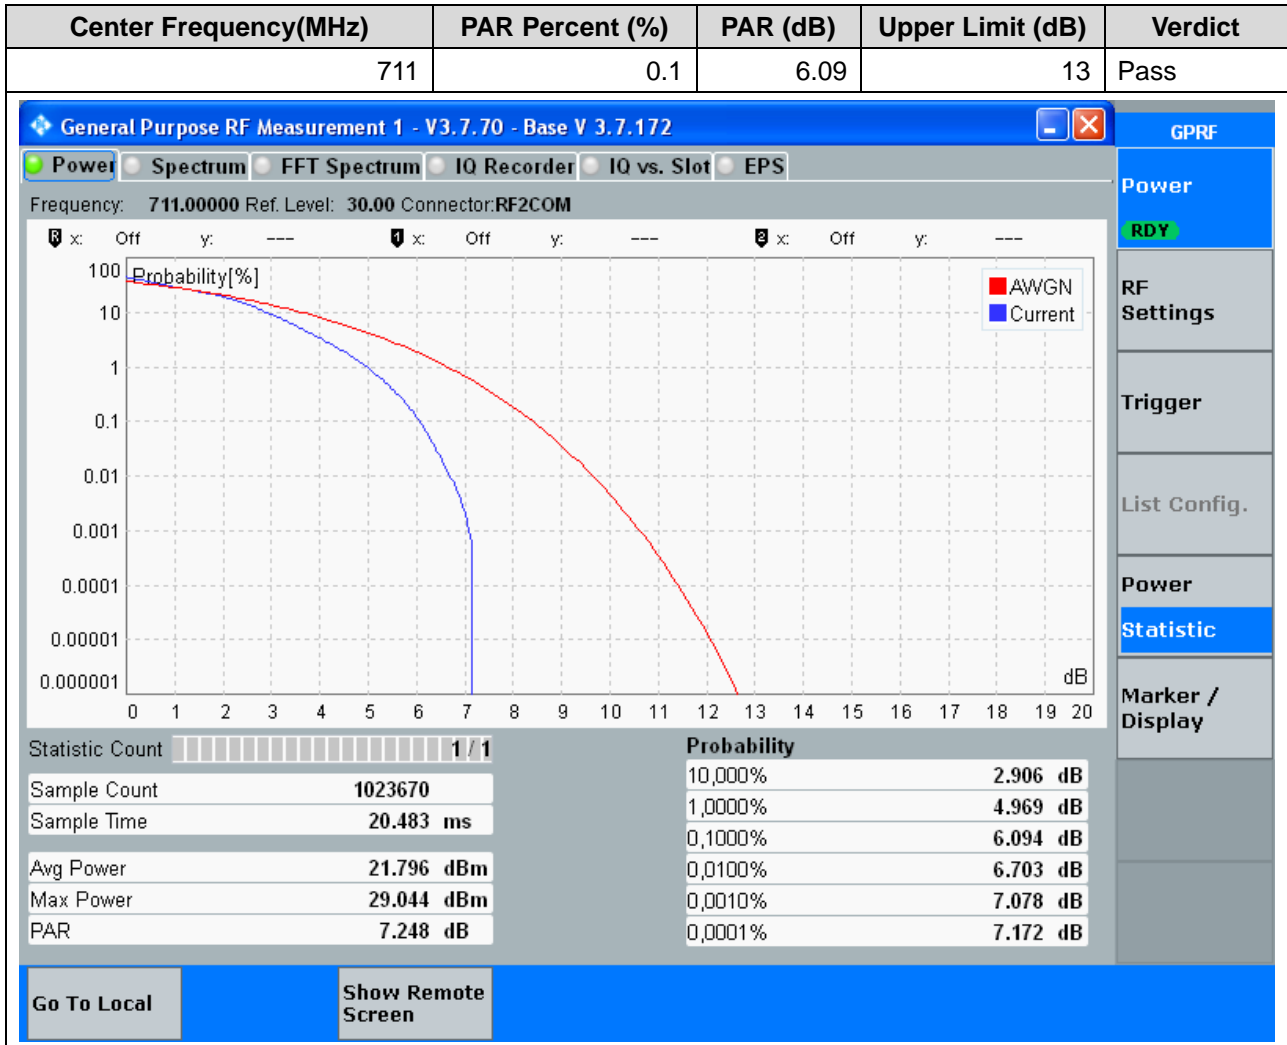 Center Frequency(MHz) PAR Percent (%) PAR (dB) Upper Limit (dB) Verdict
711 0.1 6.09 13 Pass
General Purpose RF Measurement 1 - V3.7.70 - Base V 3.7.172
GPRF
Power Spectrum FFT Spectrum IQ Recorder IQ vs. Slot EPS
Power
RDY
Frequency: 711.00000 Ref. Level: 30.00 Connector:RF2COM
R x: Off y: --- 1 x: Off y: --- 2 x: Off y: ---
Probability[%]
AWGN
Current
100
10
1
0.1
0.01
0.001
0.0001
0.00001
0.000001
dB
0 1 2 3 4 5 6 7 8 9 10 11 12 13 14 15 16 17 18 19 20
RF
Settings
Trigger
List Config.
Power
Statistic
Marker /
Display
Statistic Count 1 / 1
Sample Count 1023670
Sample Time 20.483 ms
Avg Power 21.796 dBm
Max Power 29.044 dBm
PAR 7.248 dB
Probability
10,000% 2.906 dB
1,0000% 4.969 dB
0,1000% 6.094 dB
0,0100% 6.703 dB
0,0010% 7.078 dB
0,0001% 7.172 dB
Go To Local
Show Remote
Screen